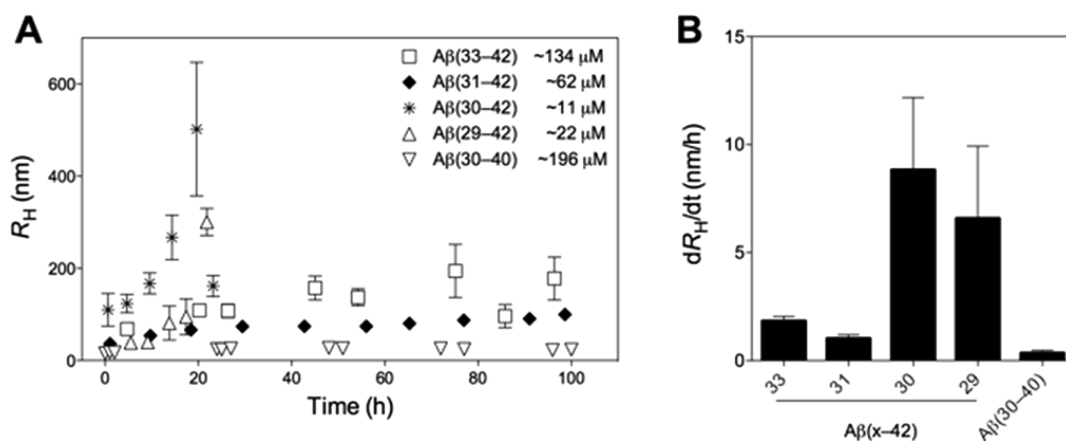 A
B
R_H (nm)
600
400
200
0
0
20
40
60
80
100
Time (h)
Aβ(33–42) ~134 μM
Aβ(31–42) ~62 μM
Aβ(30–42) ~11 μM
Aβ(29–42) ~22 μM
Aβ(30–40) ~196 μM
dR_H/dt (nm/h)
15
10
5
0
33
31
30
29
Aβ(30–40)
Aβ(x–42)